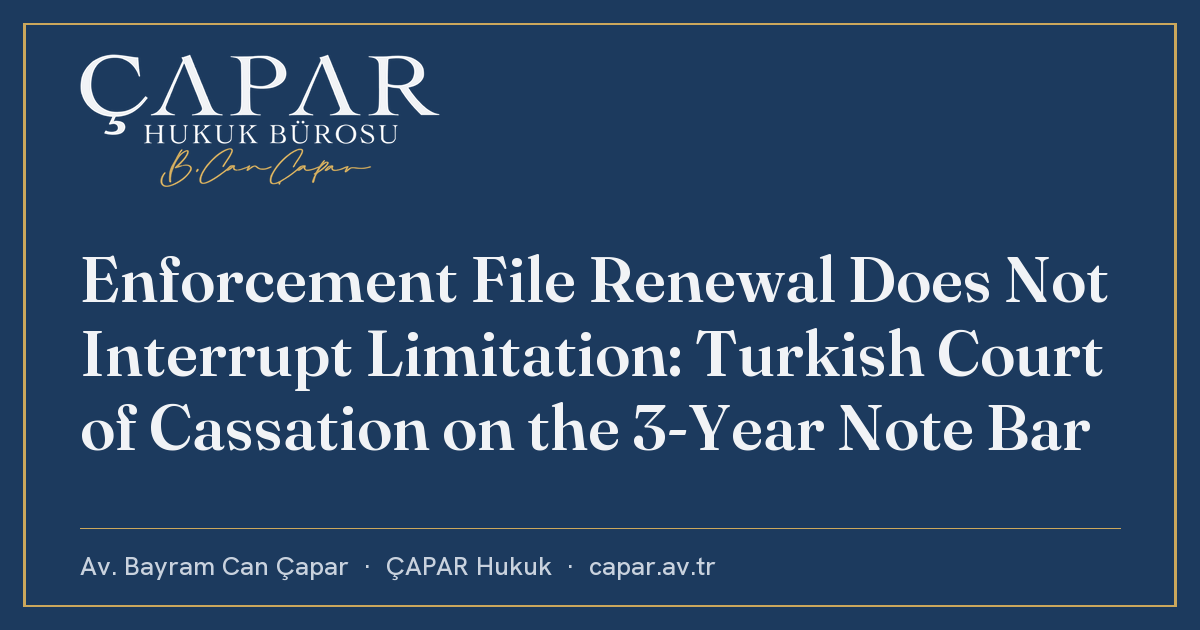 ÇAPAR
HUKUK BÜROSU
B.Can Çapar
Enforcement File Renewal Does Not
Interrupt Limitation: Turkish Court
of Cassation on the 3-Year Note Bar
Av. Bayram Can Çapar · ÇAPAR Hukuk · capar.av.tr